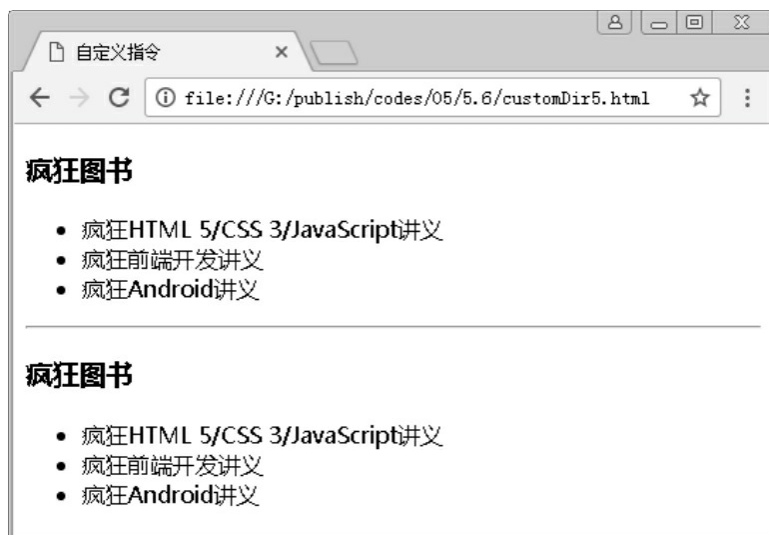 自定义指令
file:///G:/publish/codes/05/5.6/customDir5.html
疯狂图书
疯狂HTML 5/CSS 3/JavaScript讲义
疯狂前端开发讲义
疯狂Android讲义
疯狂图书
疯狂HTML 5/CSS 3/JavaScript讲义
疯狂前端开发讲义
疯狂Android讲义